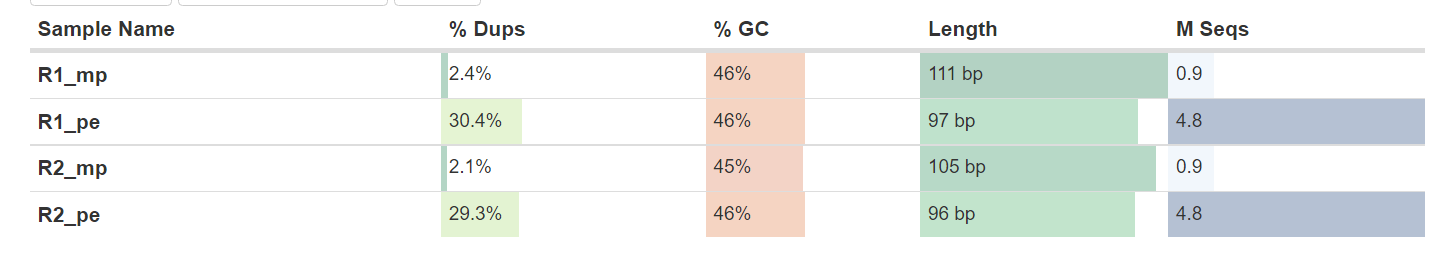 Sample Name % Dups % GC Length M Seqs
R1_mp 2.4% 46% 111 bp 0.9
R1_pe 30.4% 46% 97 bp 4.8
R2_mp 2.1% 45% 105 bp 0.9
R2_pe 29.3% 46% 96 bp 4.8